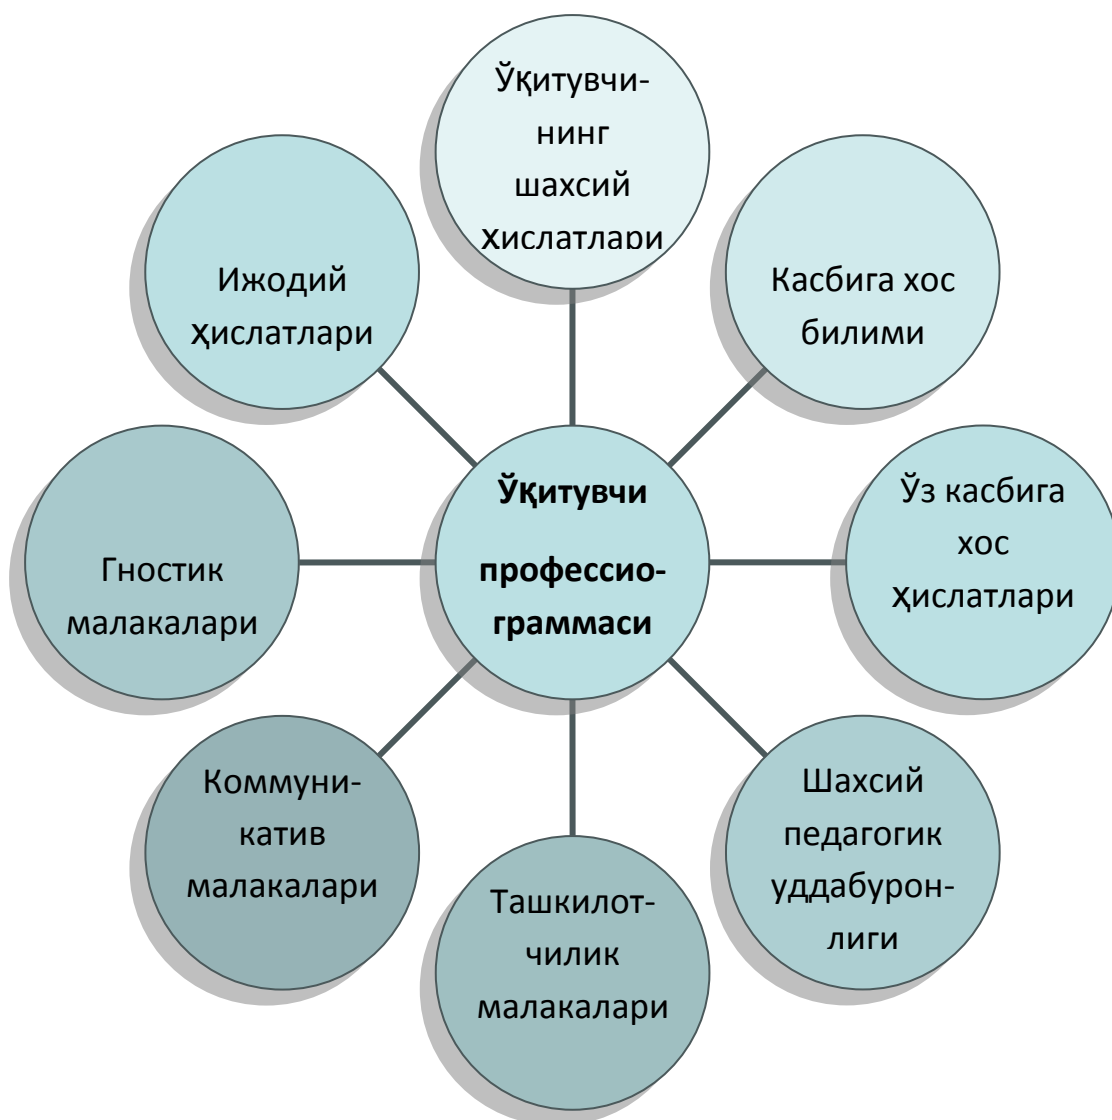 Ўқитувчи-
нинг
шахсий
ҳислатлари
Касбига хос
билими
Ўз касбига
хос
ҳислатлари
Шахсий
педагогик
уддабурон-
лиги
Ташкилот-
чилик
малакалари
Коммуни-
катив
малакалари
Гностик
малакалари
Ижодий
ҳислатлари
Ўқитувчи
профессио-
граммаси